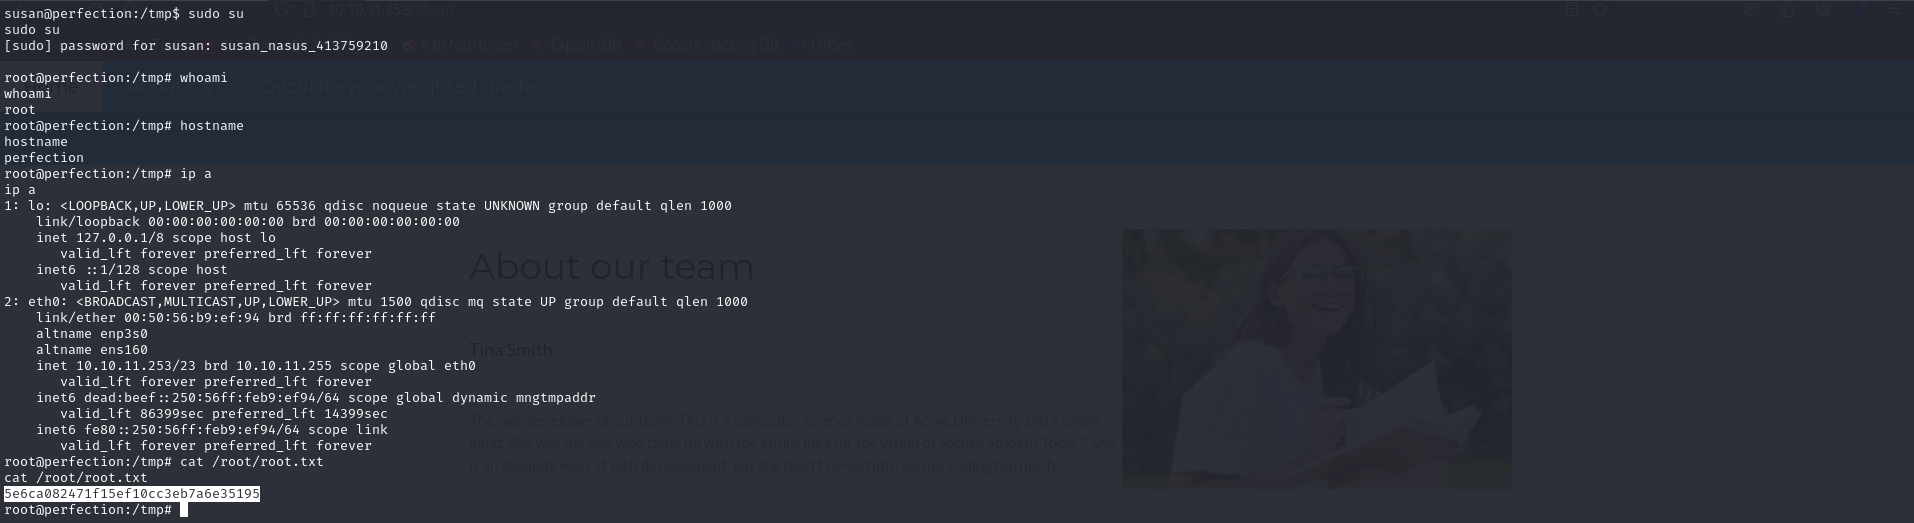 susan@perfection:/tmp$ sudo su
sudo su
[sudo] password for susan: susan_nasus_413759210
root@perfection:/tmp# whoami
whoami
root
root@perfection:/tmp# hostname
hostname
perfection
root@perfection:/tmp# ip a
ip a
1: lo: <LOOPBACK,UP,LOWER_UP> mtu 65536 qdisc noqueue state UNKNOWN group default qlen 1000
    link/loopback 00:00:00:00:00:00 brd 00:00:00:00:00:00
    inet 127.0.0.1/8 scope host lo
       valid_lft forever preferred_lft forever
    inet6 ::1/128 scope host
       valid_lft forever preferred_lft forever
2: eth0: <BROADCAST,MULTICAST,UP,LOWER_UP> mtu 1500 qdisc mq state UP group default qlen 1000
    link/ether 00:50:56:b9:ef:94 brd ff:ff:ff:ff:ff:ff
    altname enp3s0
    altname ens160
    inet 10.10.11.253/23 brd 10.10.11.255 scope global eth0
       valid_lft forever preferred_lft forever
    inet6 dead:beef::250:56ff:feb9:ef94/64 scope global dynamic mngtmpaddr
       valid_lft 86399sec preferred_lft 14399sec
    inet6 fe80::250:56ff:feb9:ef94/64 scope link
       valid_lft forever preferred_lft forever
root@perfection:/tmp# cat /root/root.txt
cat /root/root.txt
5e6ca082471f15ef10cc3eb7a6e35195
root@perfection:/tmp#
10.10.11.253/about
Kali NetHunter Exploit-DB Google Hacking DB OffSec
About Us Calculate your weighted grade
About our team
Tina Smith
The web developer of our team, Tina is a Computer Science major at Acme University and a bright
mind. She was the one who came up with the entire idea for the vision of Secure Student Tools™. She
is an absolute whiz at web development, but she hasn't delved into secure coding too much.